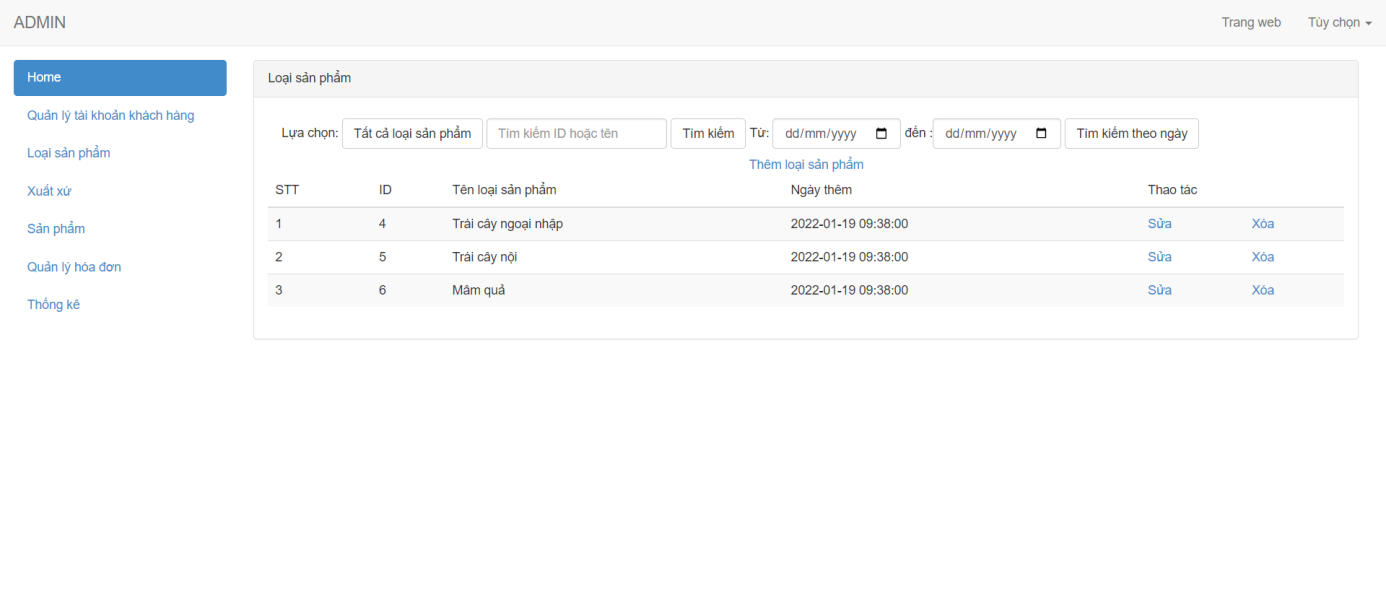 ADMIN Trang web Tùy chọn
Home
Quản lý tài khoản khách hàng
Loại sản phẩm
Xuất xứ
Sản phẩm
Quản lý hóa đơn
Thống kê
Loại sản phẩm
Lựa chọn: Tất cả loại sản phẩm Tìm kiếm ID hoặc tên Tìm kiếm Từ: dd/mm/yyyy đến : dd/mm/yyyy Tìm kiếm theo ngày
Thêm loại sản phẩm
STT ID Tên loại sản phẩm Ngày thêm Thao tác
1 4 Trái cây ngoại nhập 2022-01-19 09:38:00 Sửa Xóa
2 5 Trái cây nội 2022-01-19 09:38:00 Sửa Xóa
3 6 Mâm quả 2022-01-19 09:38:00 Sửa Xóa